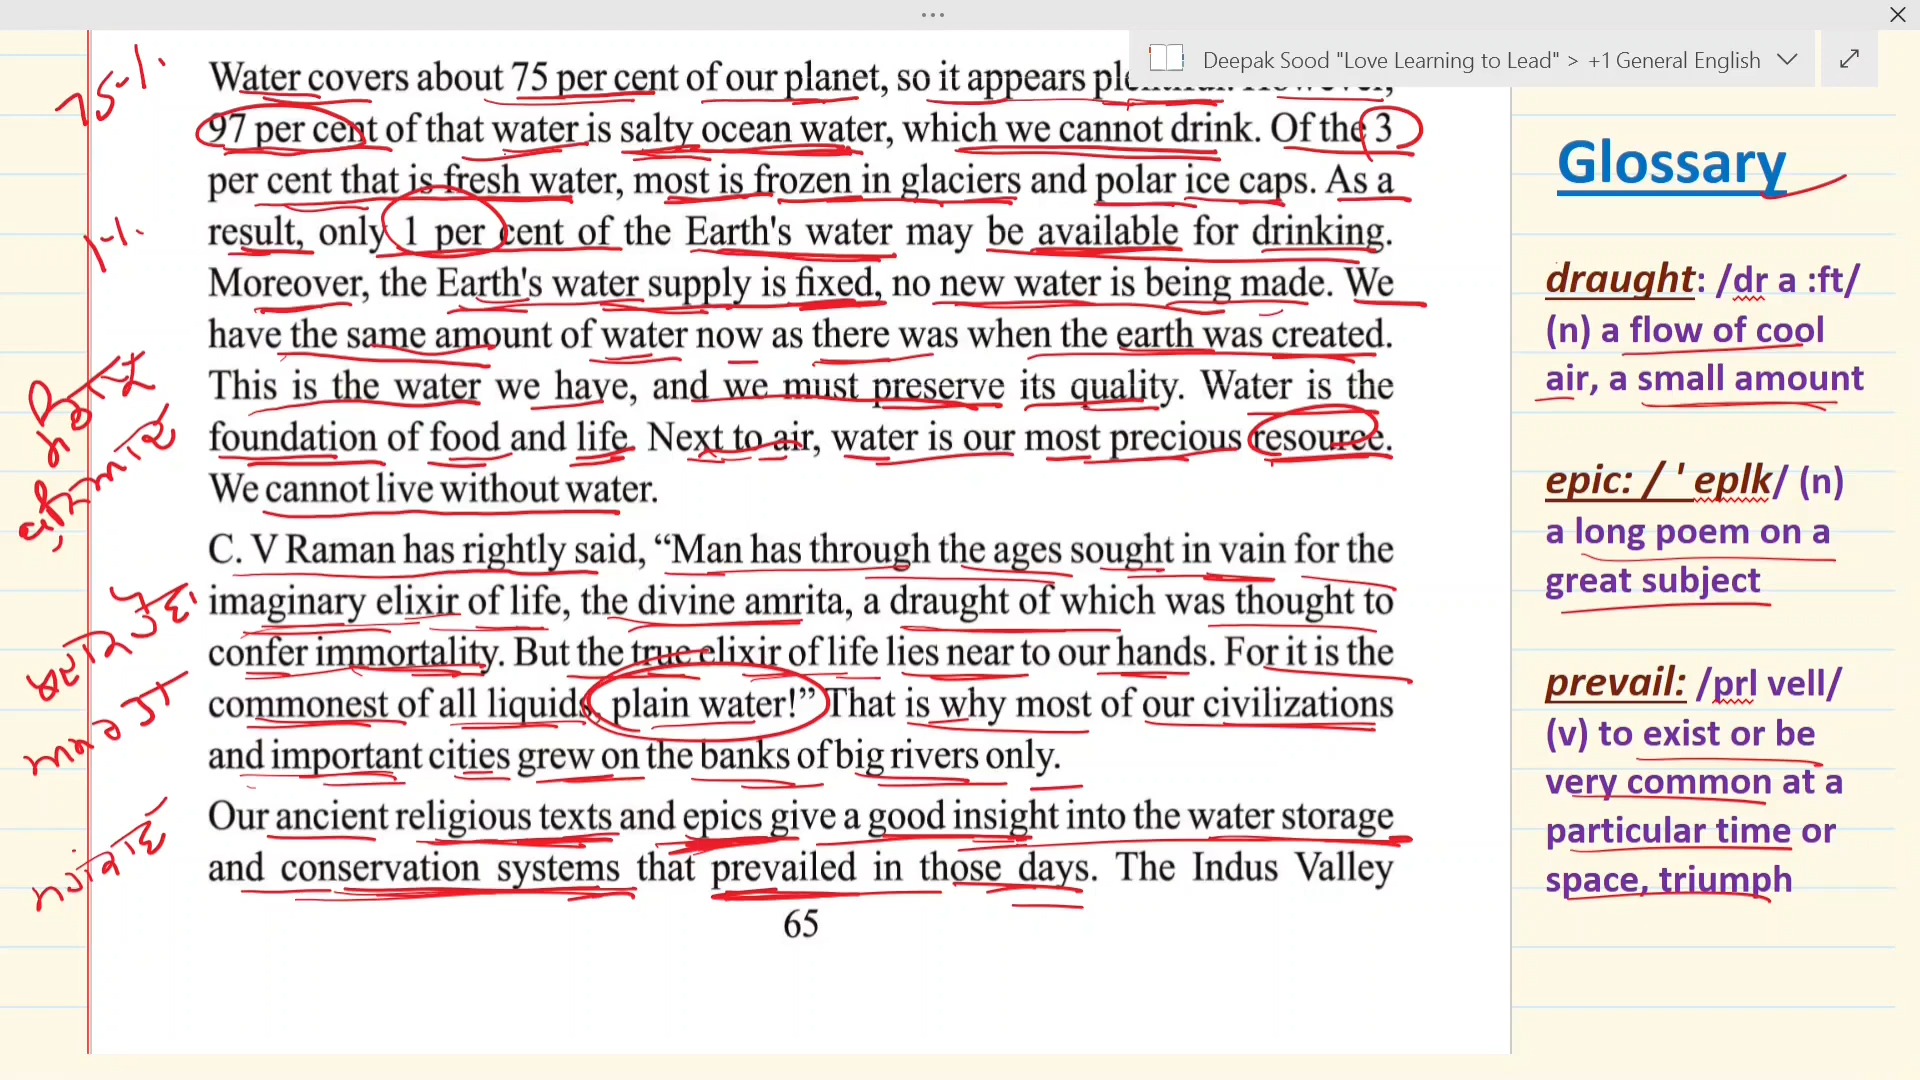 Deepak Sood "Love Learning to Lead" > +1 General English
Water covers about 75 per cent of our planet, so it appears
97 per cent of that water is salty ocean water, which we cannot drink. Of the 3
per cent that is fresh water, most is frozen in glaciers and polar ice caps. As a
result, only 1 per cent of the Earth's water may be available for drinking.
Moreover, the Earth's water supply is fixed, no new water is being made. We
have the same amount of water now as there was when the earth was created.
This is the water we have, and we must preserve its quality. Water is the
foundation of food and life. Next to air, water is our most precious resource.
We cannot live without water.
C. V Raman has rightly said, “Man has through the ages sought in vain for the
imaginary elixir of life, the divine amrita, a draught of which was thought to
confer immortality. But the true elixir of life lies near to our hands. For it is the
commonest of all liquids, plain water!” That is why most of our civilizations
and important cities grew on the banks of big rivers only.
Our ancient religious texts and epics give a good insight into the water storage
and conservation systems that prevailed in those days. The Indus Valley
65
75%
1%
Glossary
draught: /dr a :ft/
(n) a flow of cool
air, a small amount
epic: / ' eplk/ (n)
a long poem on a
great subject
prevail: /prl vell/
(v) to exist or be
very common at a
particular time or
space, triumph